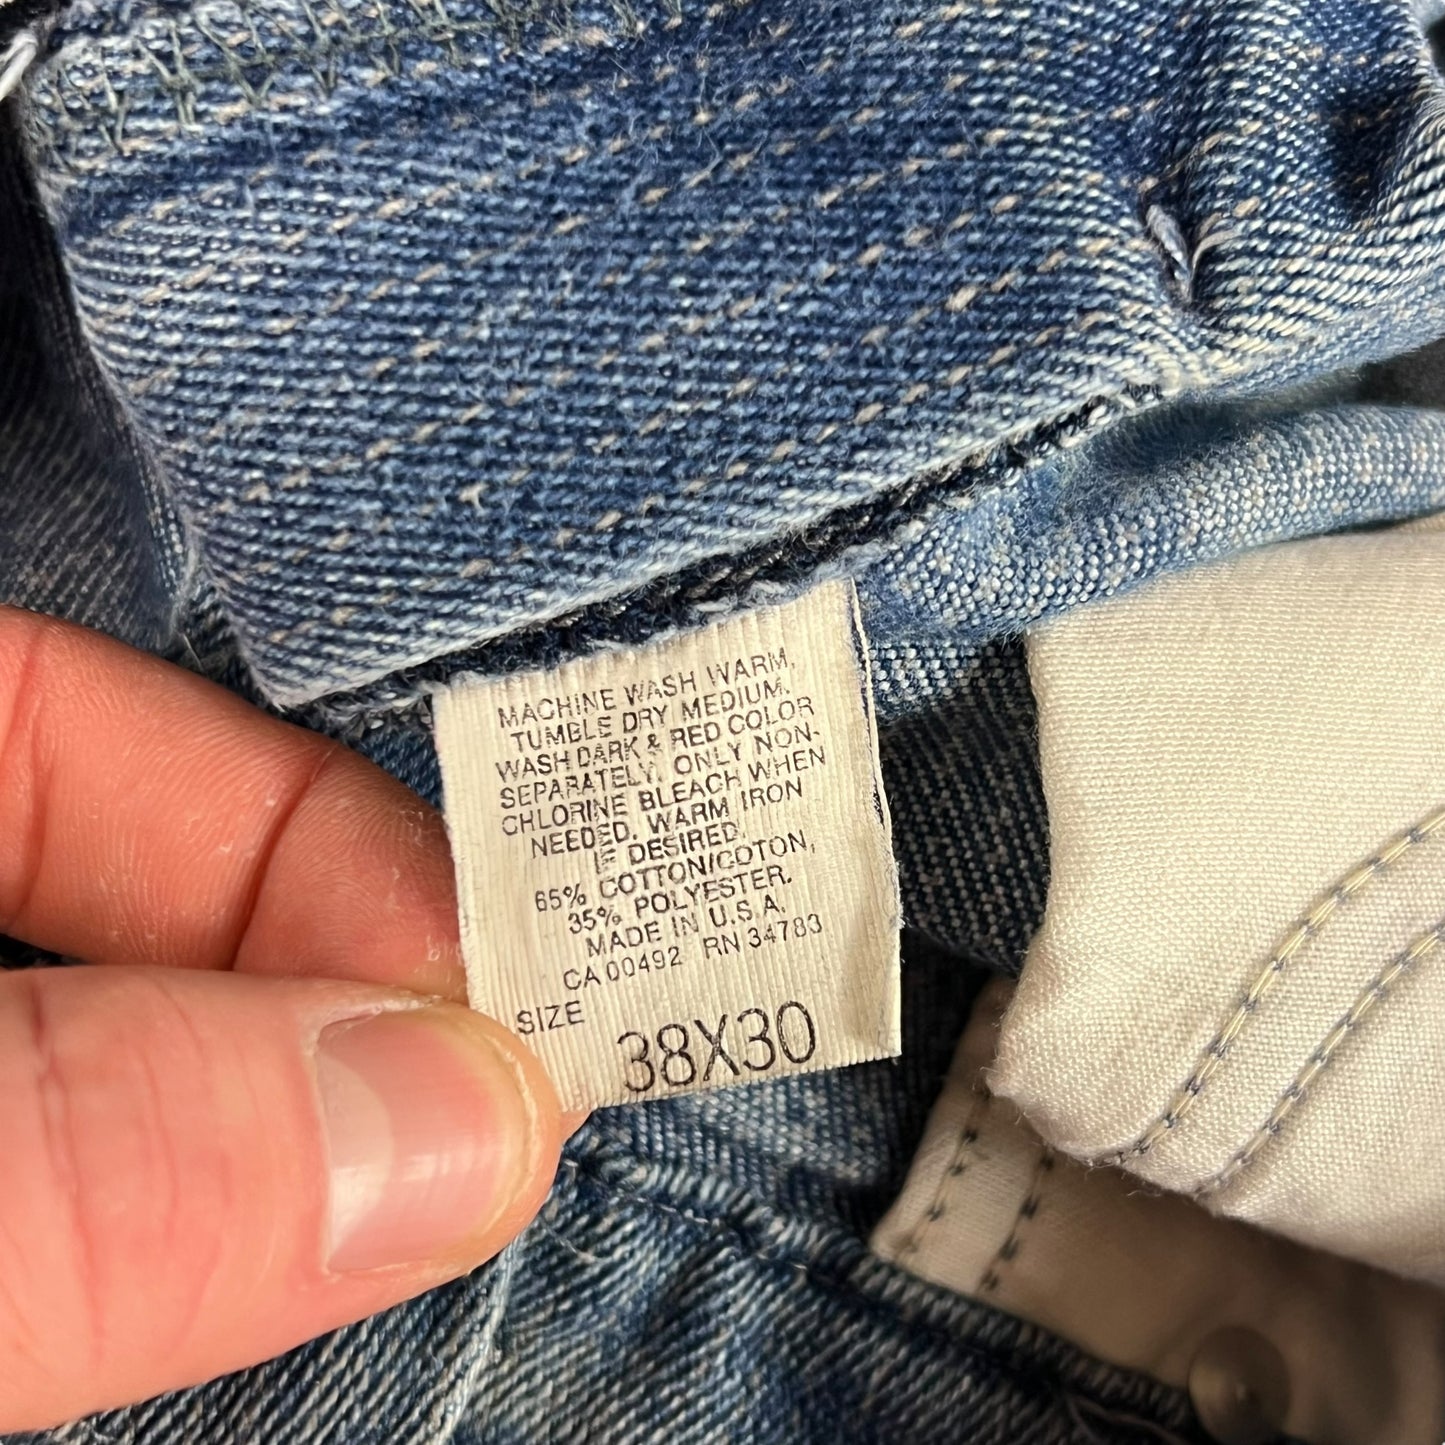 MACHINE WASH WARM,
TUMBLE DRY MEDIUM.
WASH DARK & RED COLOR
SEPARATELY. ONLY NON-
CHLORINE BLEACH WHEN
NEEDED. WARM IRON
IF DESIRED.
65% COTTON/COTON,
35% POLYESTER.
MADE IN U.S.A.
CA 00492 RN 34783
SIZE
38X30